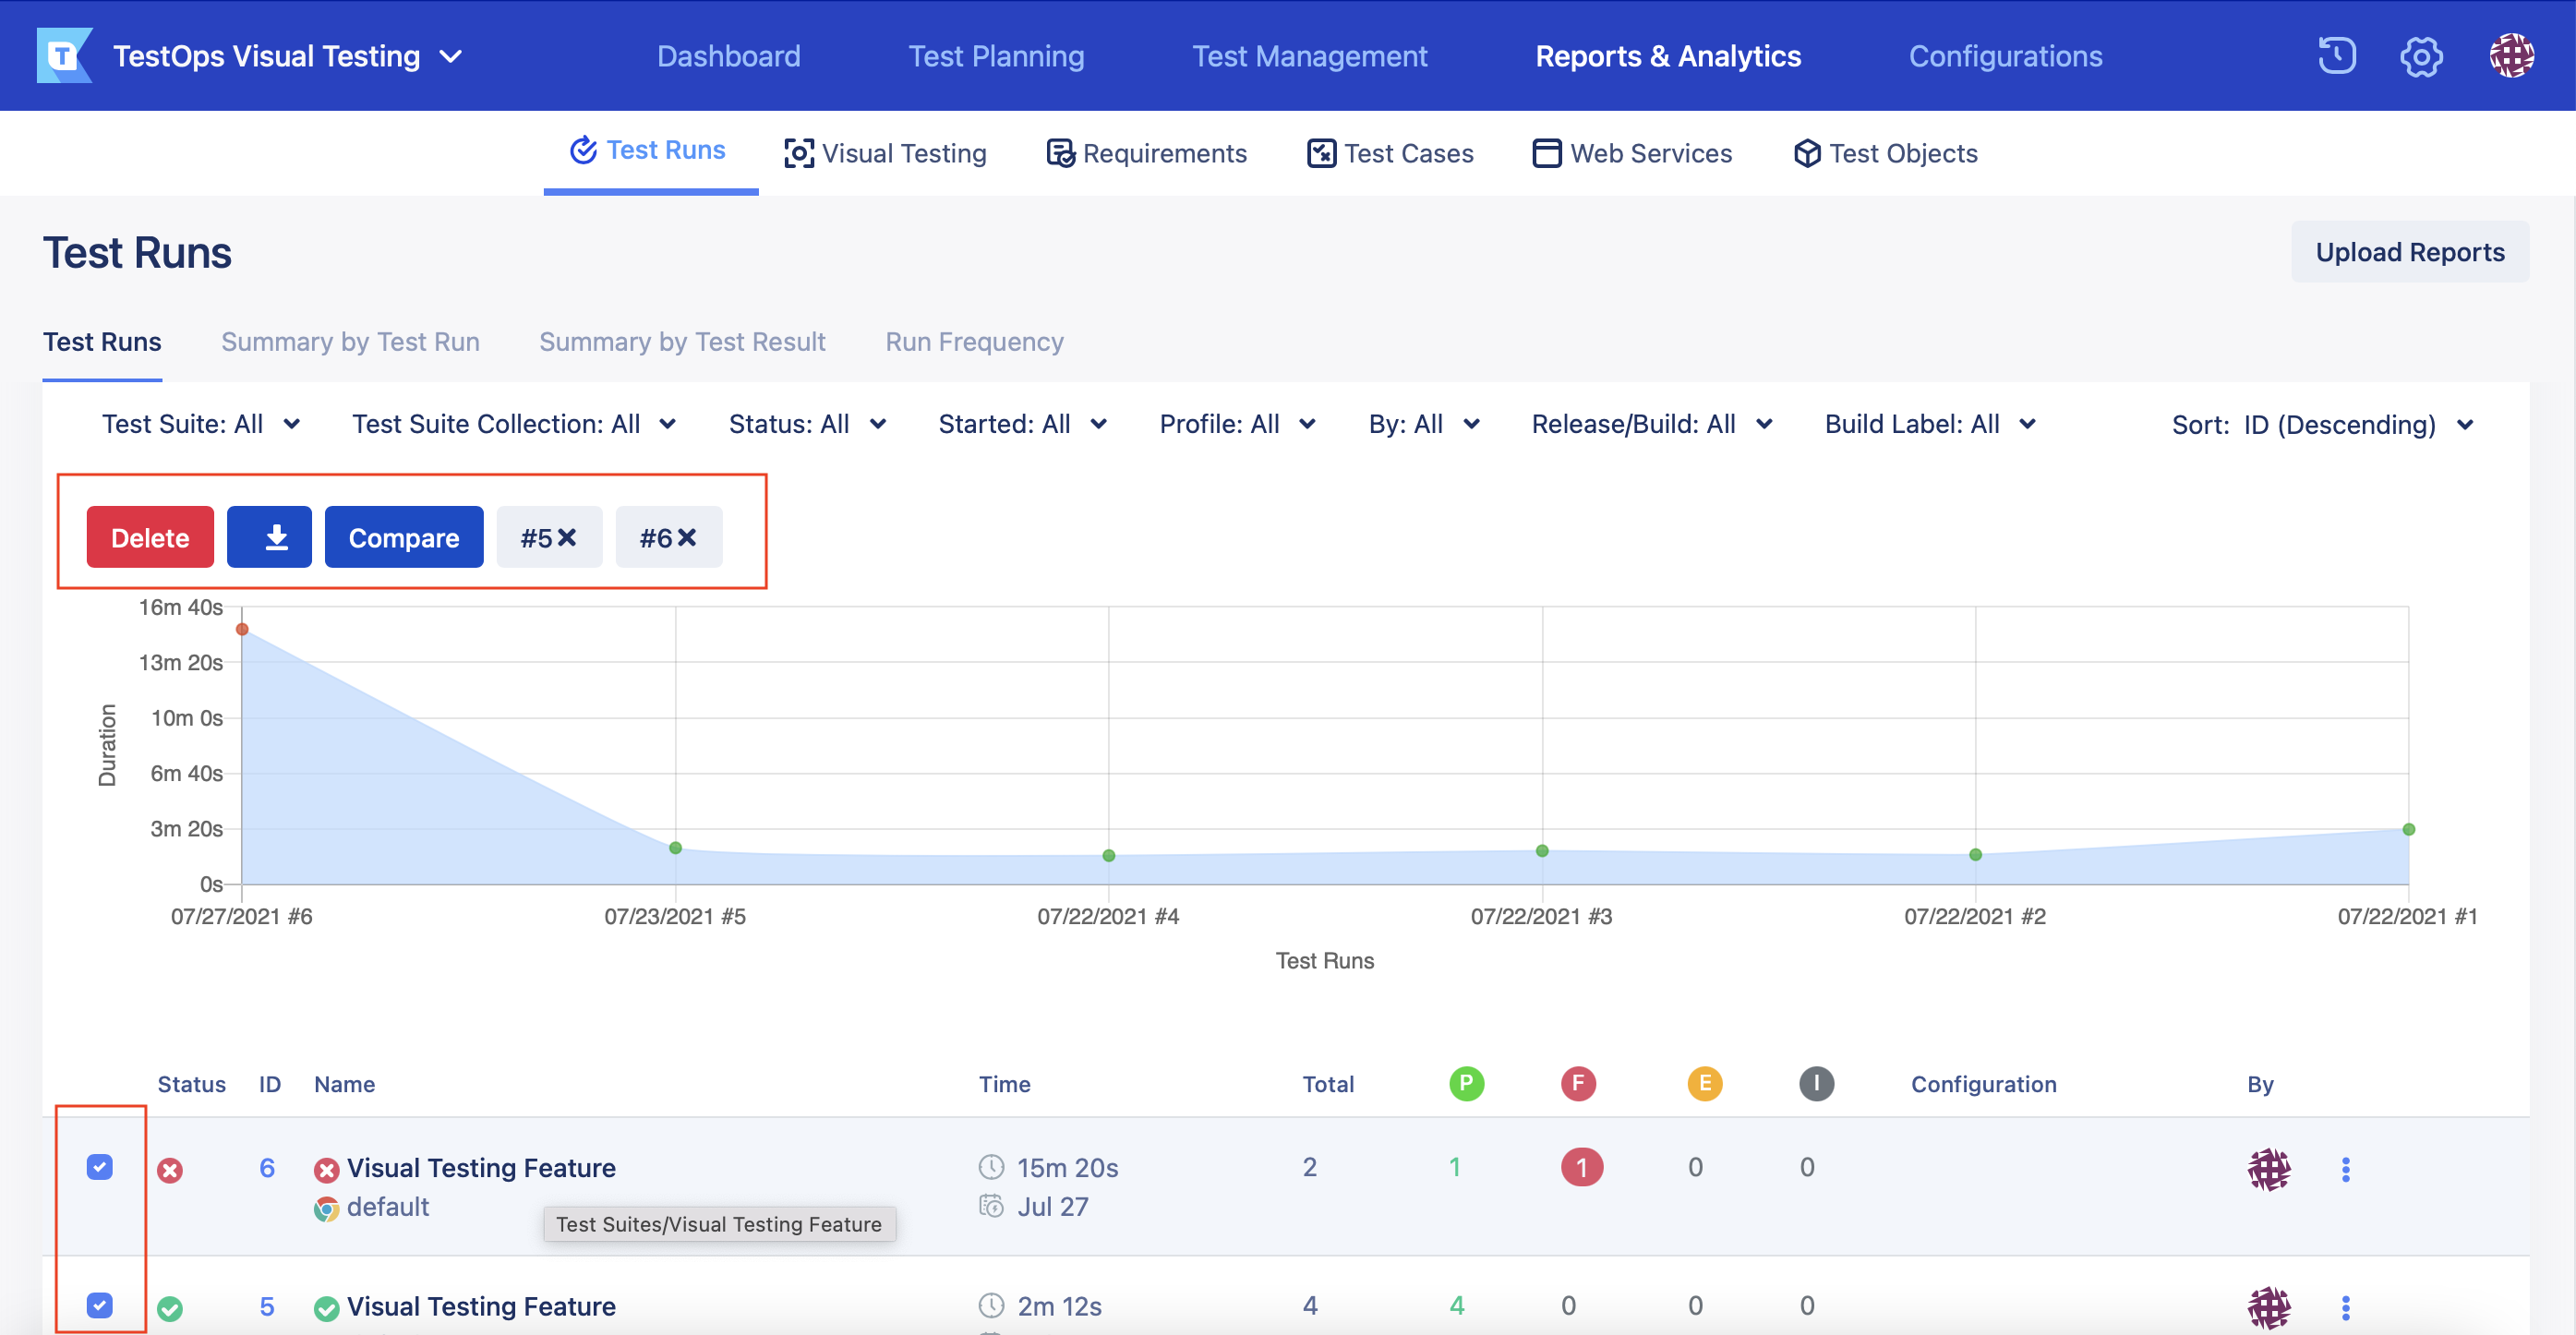 T TestOps Visual Testing Dashboard Test Planning Test Management Reports & Analytics Configurations
Test Runs Visual Testing Requirements Test Cases Web Services Test Objects
Test Runs Upload Reports
Test Runs Summary by Test Run Summary by Test Result Run Frequency
Test Suite: All Test Suite Collection: All Status: All Started: All Profile: All By: All Release/Build: All Build Label: All Sort: ID (Descending)
Delete Compare #5 #6
16m 40s
13m 20s
10m 0s
6m 40s
3m 20s
0s
Duration
07/27/2021 #6 07/23/2021 #5 07/22/2021 #4 07/22/2021 #3 07/22/2021 #2 07/22/2021 #1
Test Runs
Status ID Name Time Total P F E I Configuration By
6 Visual Testing Feature 15m 20s 2 1 1 0 0
default Jul 27
Test Suites/Visual Testing Feature
5 Visual Testing Feature 2m 12s 4 4 0 0 0